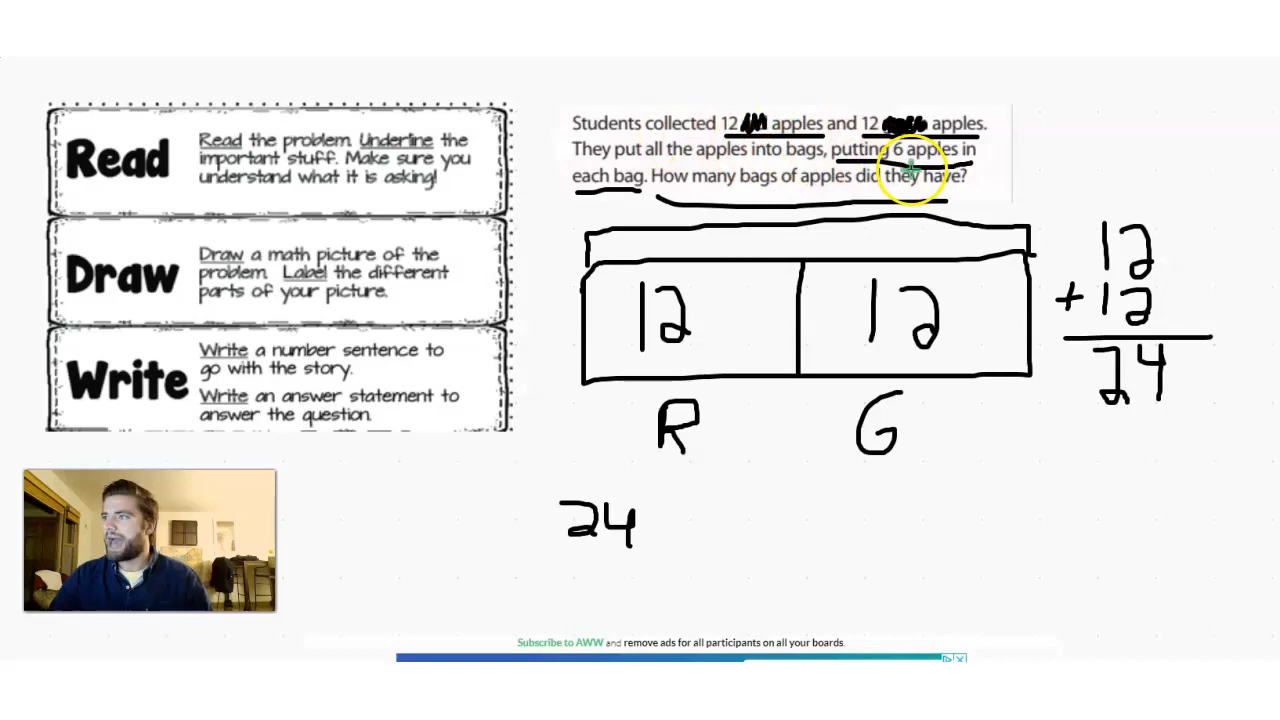 Read
Read the problem. Underline the
important stuff. Make sure you
understand what it is asking!
Draw
Draw a math picture of the
problem. Label the different
parts of your picture.
Write
Write a number sentence to
go with the story.
Write an answer statement to
answer the question.
Students collected 12 apples and 12 apples.
They put all the apples into bags, putting 6 apples in
each bag. How many bags of apples did they have?
12 12
R G
12
+12
24
24
Subscribe to AWW and remove ads for all participants on all your boards.